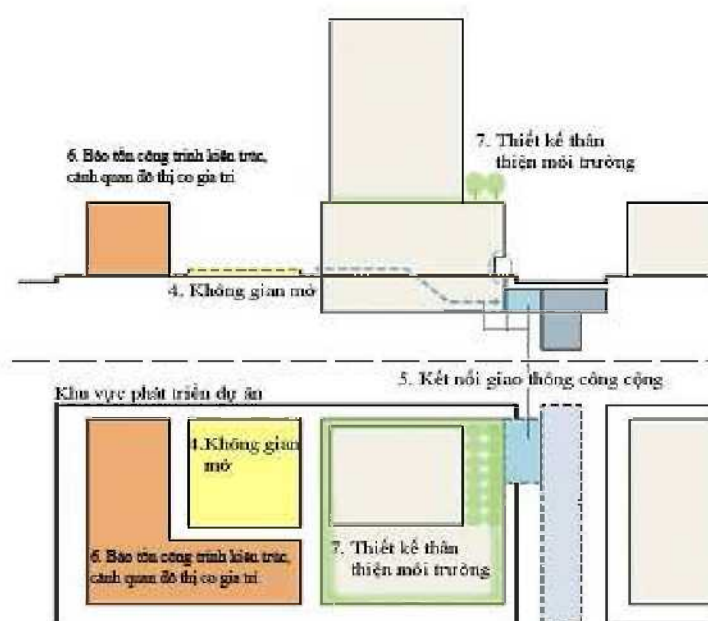 6. Bảo tồn công trình kiến trúc,
cảnh quan đô thị có giá trị
7. Thiết kế thân
thiện môi trường
4. Không gian mở
5. Kết nối giao thông công cộng
Khu vực phát triển dự án
4.Không gian
mở
6. Bảo tồn công trình kiến trúc,
cảnh quan đô thị có giá trị
7. Thiết kế thân
thiện môi trường